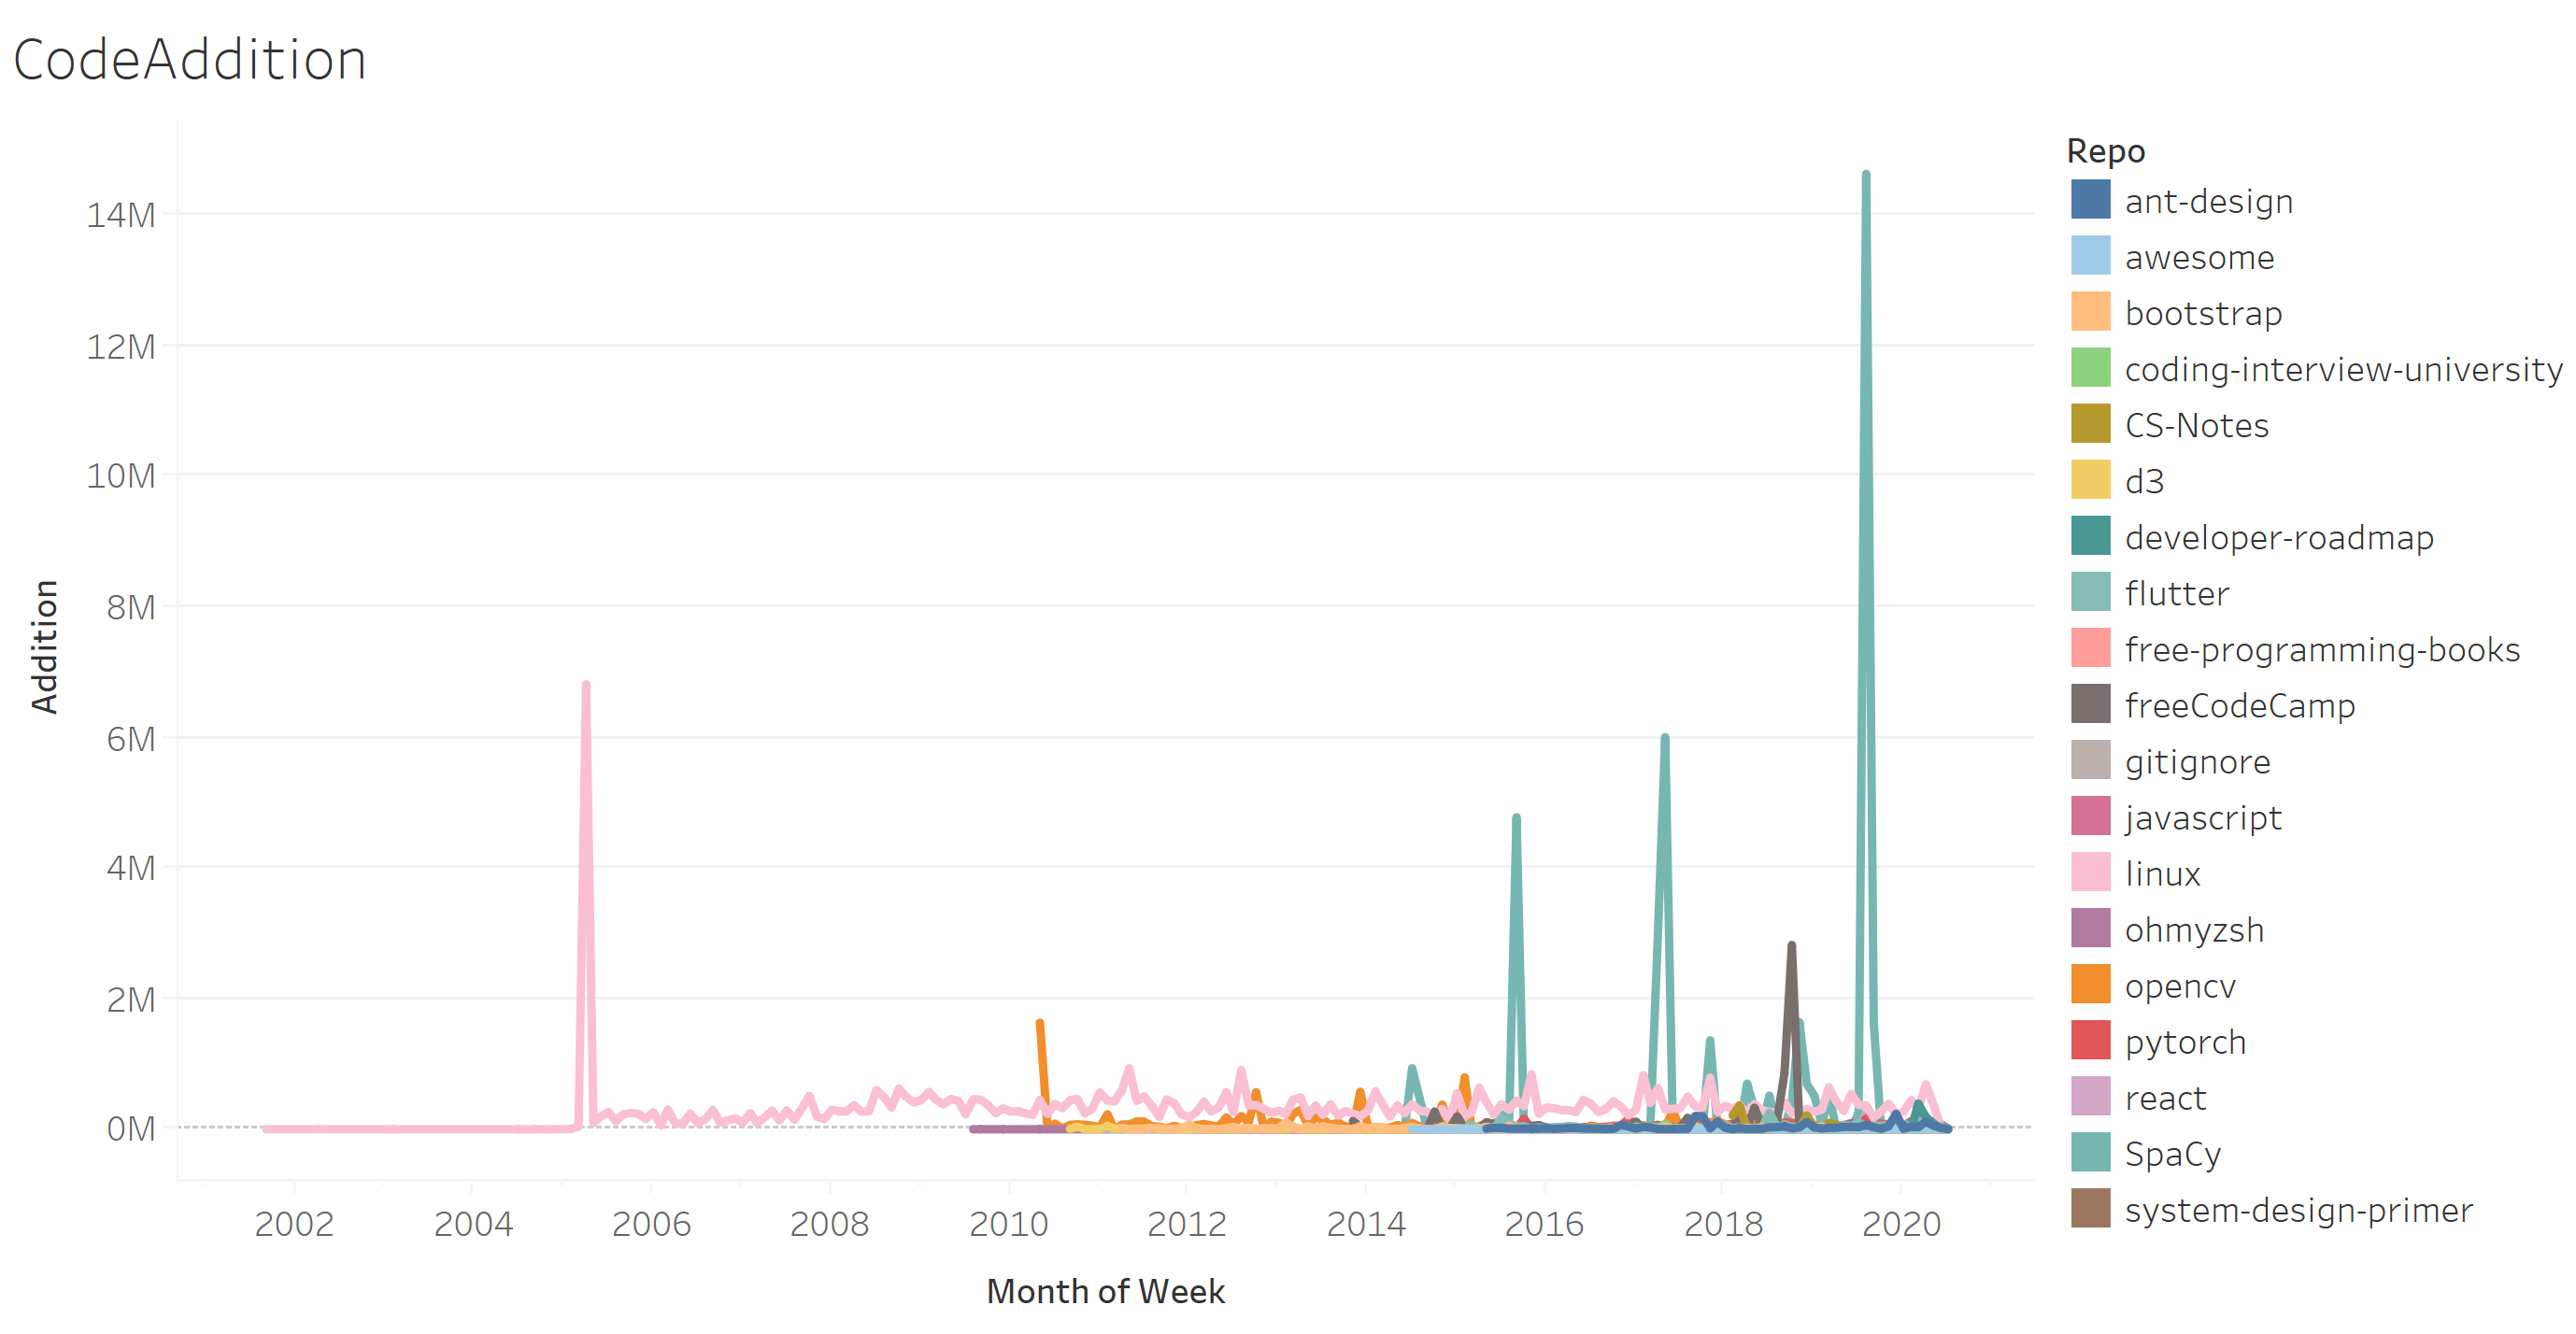 CodeAddition
14M
12M
10M
8M
6M
4M
2M
0M
Addition
2002 2004 2006 2008 2010 2012 2014 2016 2018 2020
Month of Week
Repo
ant-design
awesome
bootstrap
coding-interview-university
CS-Notes
d3
developer-roadmap
flutter
free-programming-books
freeCodeCamp
gitignore
javascript
linux
ohmyzsh
opencv
pytorch
react
SpaCy
system-design-primer